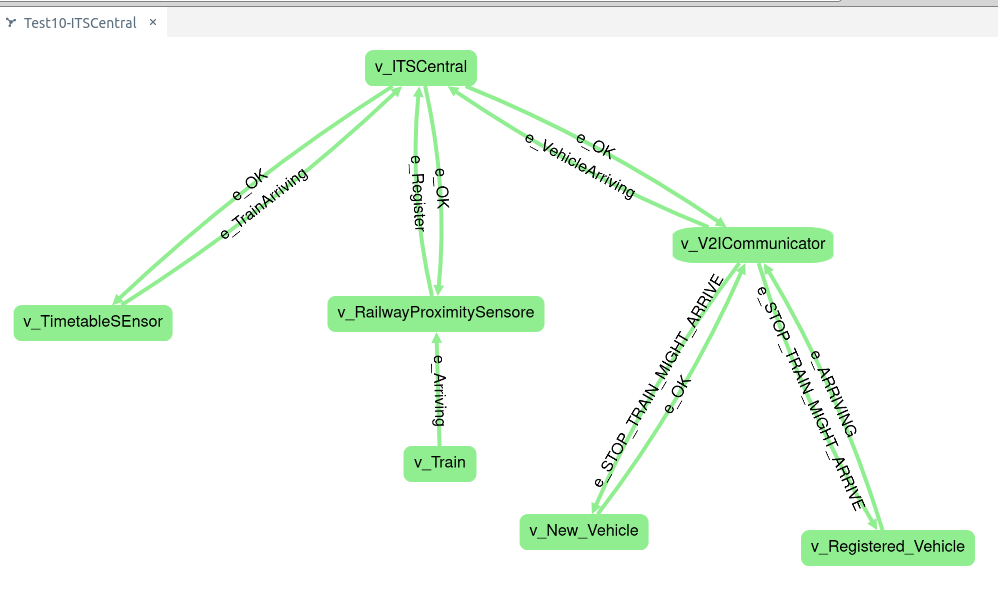 Test10-ITSCentral ×
v_ITSCentral
e_OK
e_VehicleArriving
e_OK
e_TrainArriving
e_Register
e_OK
v_V2ICommunicator
v_TimetableSEnsor
v_RailwayProximitySensore
e_STOP_TRAIN_MIGHT_ARRIVE
e_OK
e_STOP_TRAIN_MIGHT_ARRIVE
e_ARRIVING
e_Arriving
v_Train
v_New_Vehicle
v_Registered_Vehicle